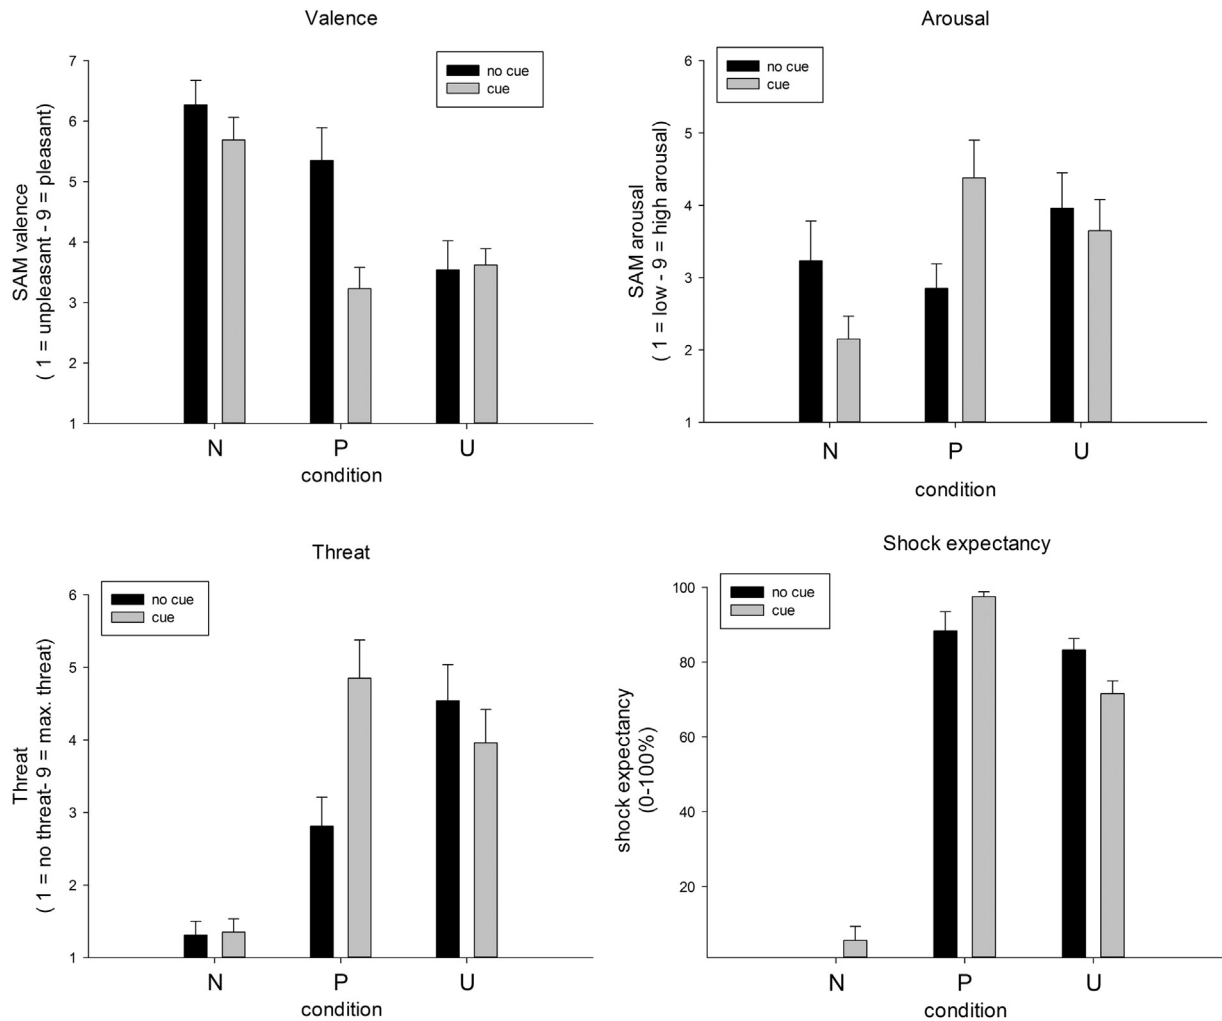 Valence
SAM valence
( 1 = unpleasant - 9 = pleasant)
7
6
5
4
3
2
1
no cue
cue
N P U
condition
Arousal
SAM arousal
( 1 = low - 9 = high arousal)
6
5
4
3
2
1
no cue
cue
N P U
condition
Threat
Threat
( 1 = no threat- 9 = max. threat)
6
5
4
3
2
1
no cue
cue
N P U
condition
Shock expectancy
shock expectancy
(0-100%)
100
80
60
40
20
no cue
cue
N P U
condition